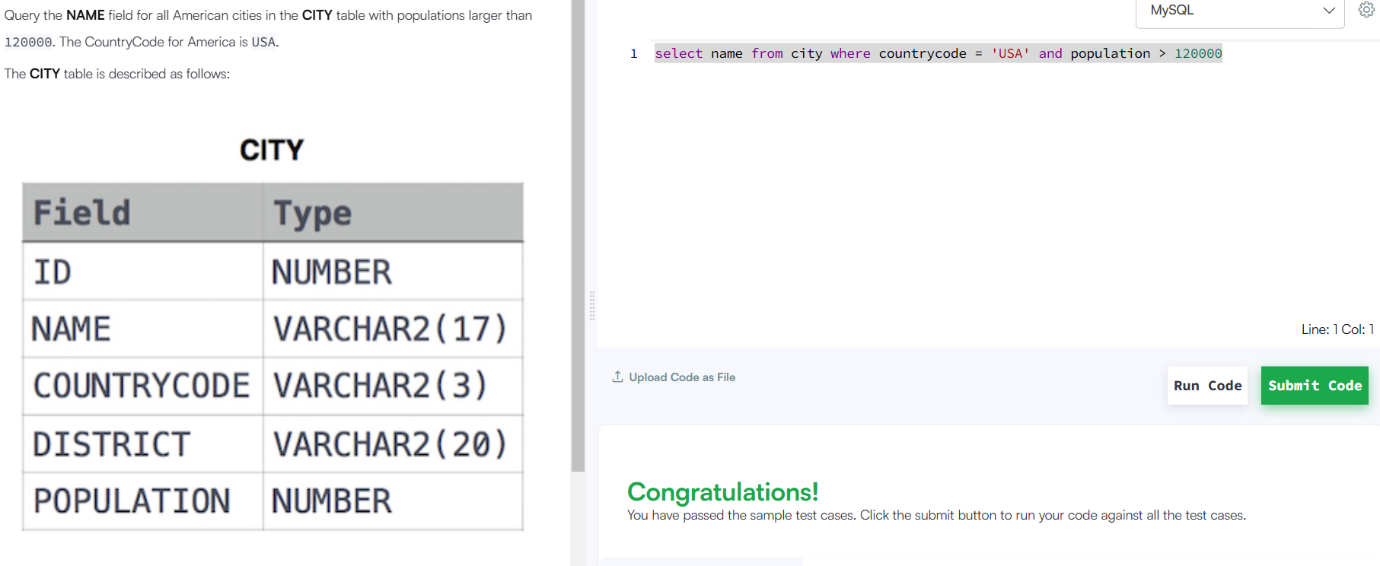 Query the NAME field for all American cities in the CITY table with populations larger than
120000. The CountryCode for America is USA.
The CITY table is described as follows:
CITY
Field Type
ID NUMBER
NAME VARCHAR2(17)
COUNTRYCODE VARCHAR2(3)
DISTRICT VARCHAR2(20)
POPULATION NUMBER
MySQL
1 select name from city where countrycode = 'USA' and population > 120000
Line: 1 Col: 1
Upload Code as File
Run Code
Submit Code
Congratulations!
You have passed the sample test cases. Click the submit button to run your code against all the test cases.